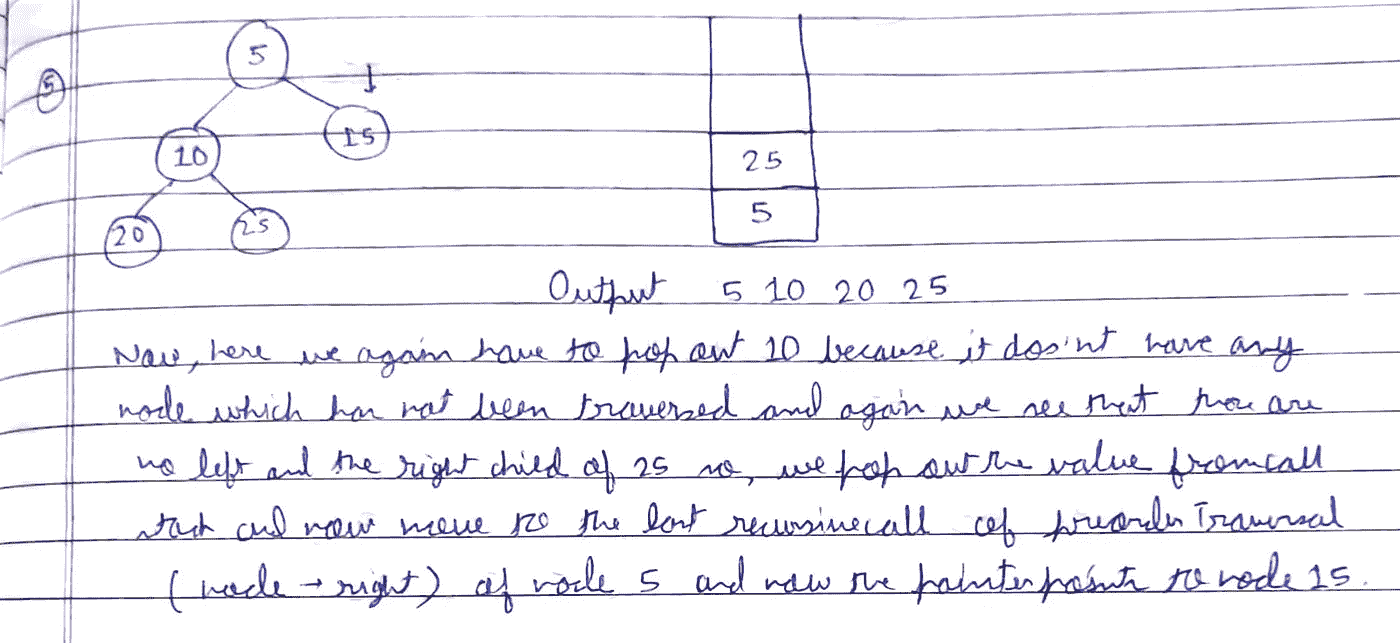 5
5
15
10
25
20
25
5
Output 5 10 20 25
Now, here we again have to pop out 10 because it dos'nt have any
node which has not been traversed and again we see that there are
no left and the right child of 25 so, we pop out the value from call
stack and now move to the last recursive call of preorder Traversal
(node → right) of node 5 and now the pointer points to node 15.